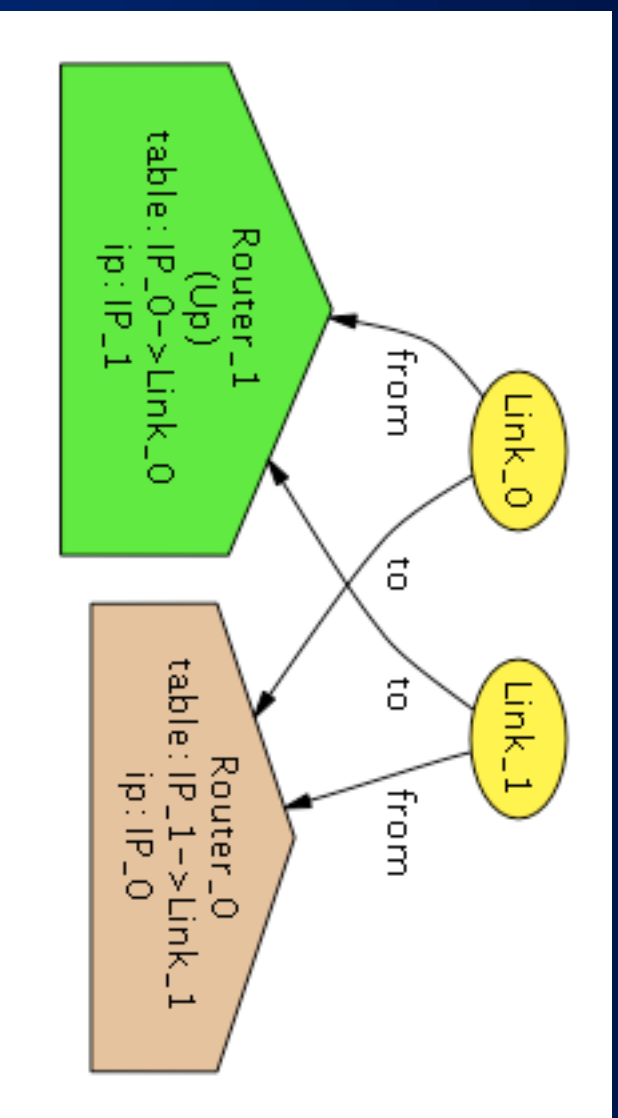 Link_0
Link_1
from
to
to
from
Router_1
(Up)
table:IP_0->Link_0
ip:IP_1
Router_0
table:IP_1->Link_1
ip:IP_0